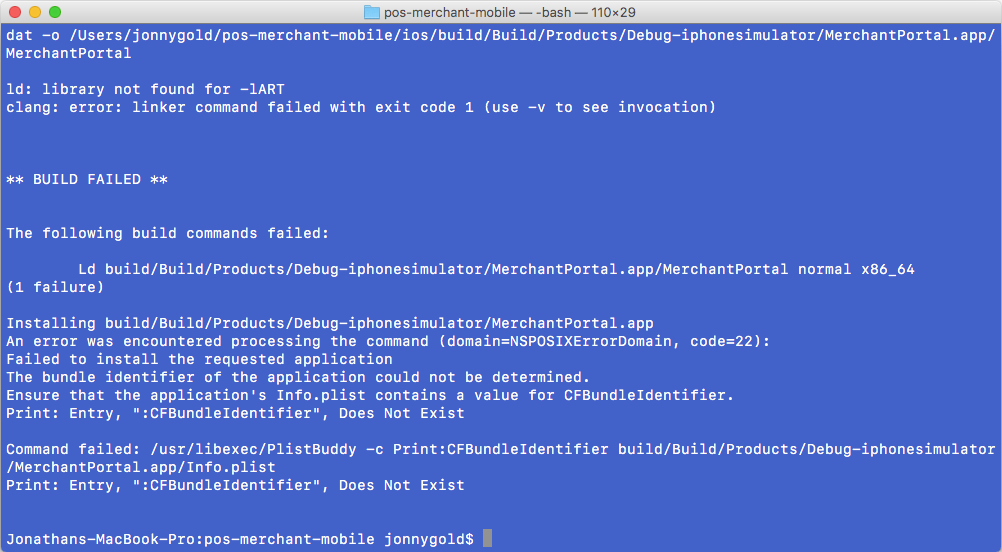 pos-merchant-mobile — -bash — 110×29
dat -o /Users/jonnygold/pos-merchant-mobile/ios/build/Build/Products/Debug-iphonesimulator/MerchantPortal.app/
MerchantPortal
ld: library not found for -lART
clang: error: linker command failed with exit code 1 (use -v to see invocation)
** BUILD FAILED **
The following build commands failed:
Ld build/Build/Products/Debug-iphonesimulator/MerchantPortal.app/MerchantPortal normal x86_64
(1 failure)
Installing build/Build/Products/Debug-iphonesimulator/MerchantPortal.app
An error was encountered processing the command (domain=NSPOSIXErrorDomain, code=22):
Failed to install the requested application
The bundle identifier of the application could not be determined.
Ensure that the application's Info.plist contains a value for CFBundleIdentifier.
Print: Entry, ":CFBundleIdentifier", Does Not Exist
Command failed: /usr/libexec/PlistBuddy -c Print:CFBundleIdentifier build/Build/Products/Debug-iphonesimulator
/MerchantPortal.app/Info.plist
Print: Entry, ":CFBundleIdentifier", Does Not Exist
Jonathans-MacBook-Pro:pos-merchant-mobile jonnygold$